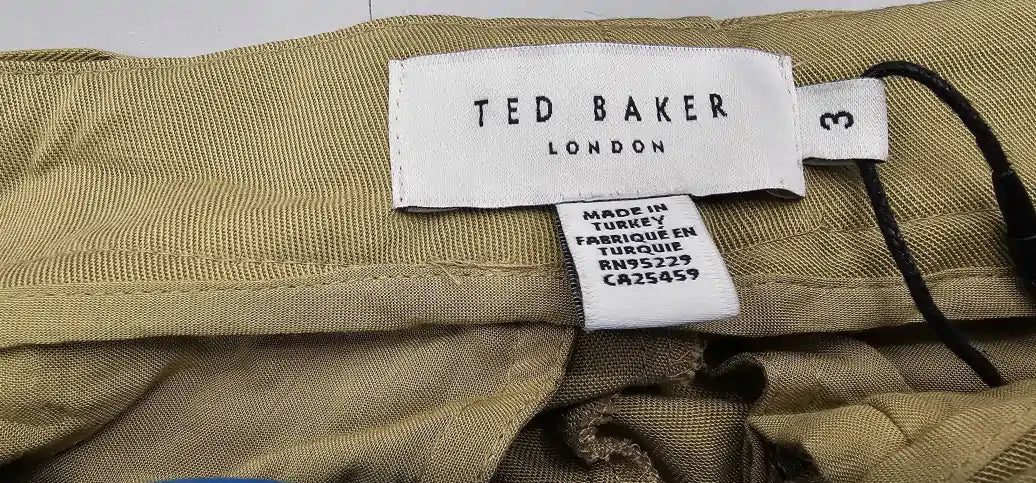 TED BAKER
LONDON
3
MADE IN
TURKEY
FABRIQUÉ EN
TURQUIE
RN95229
CA25459